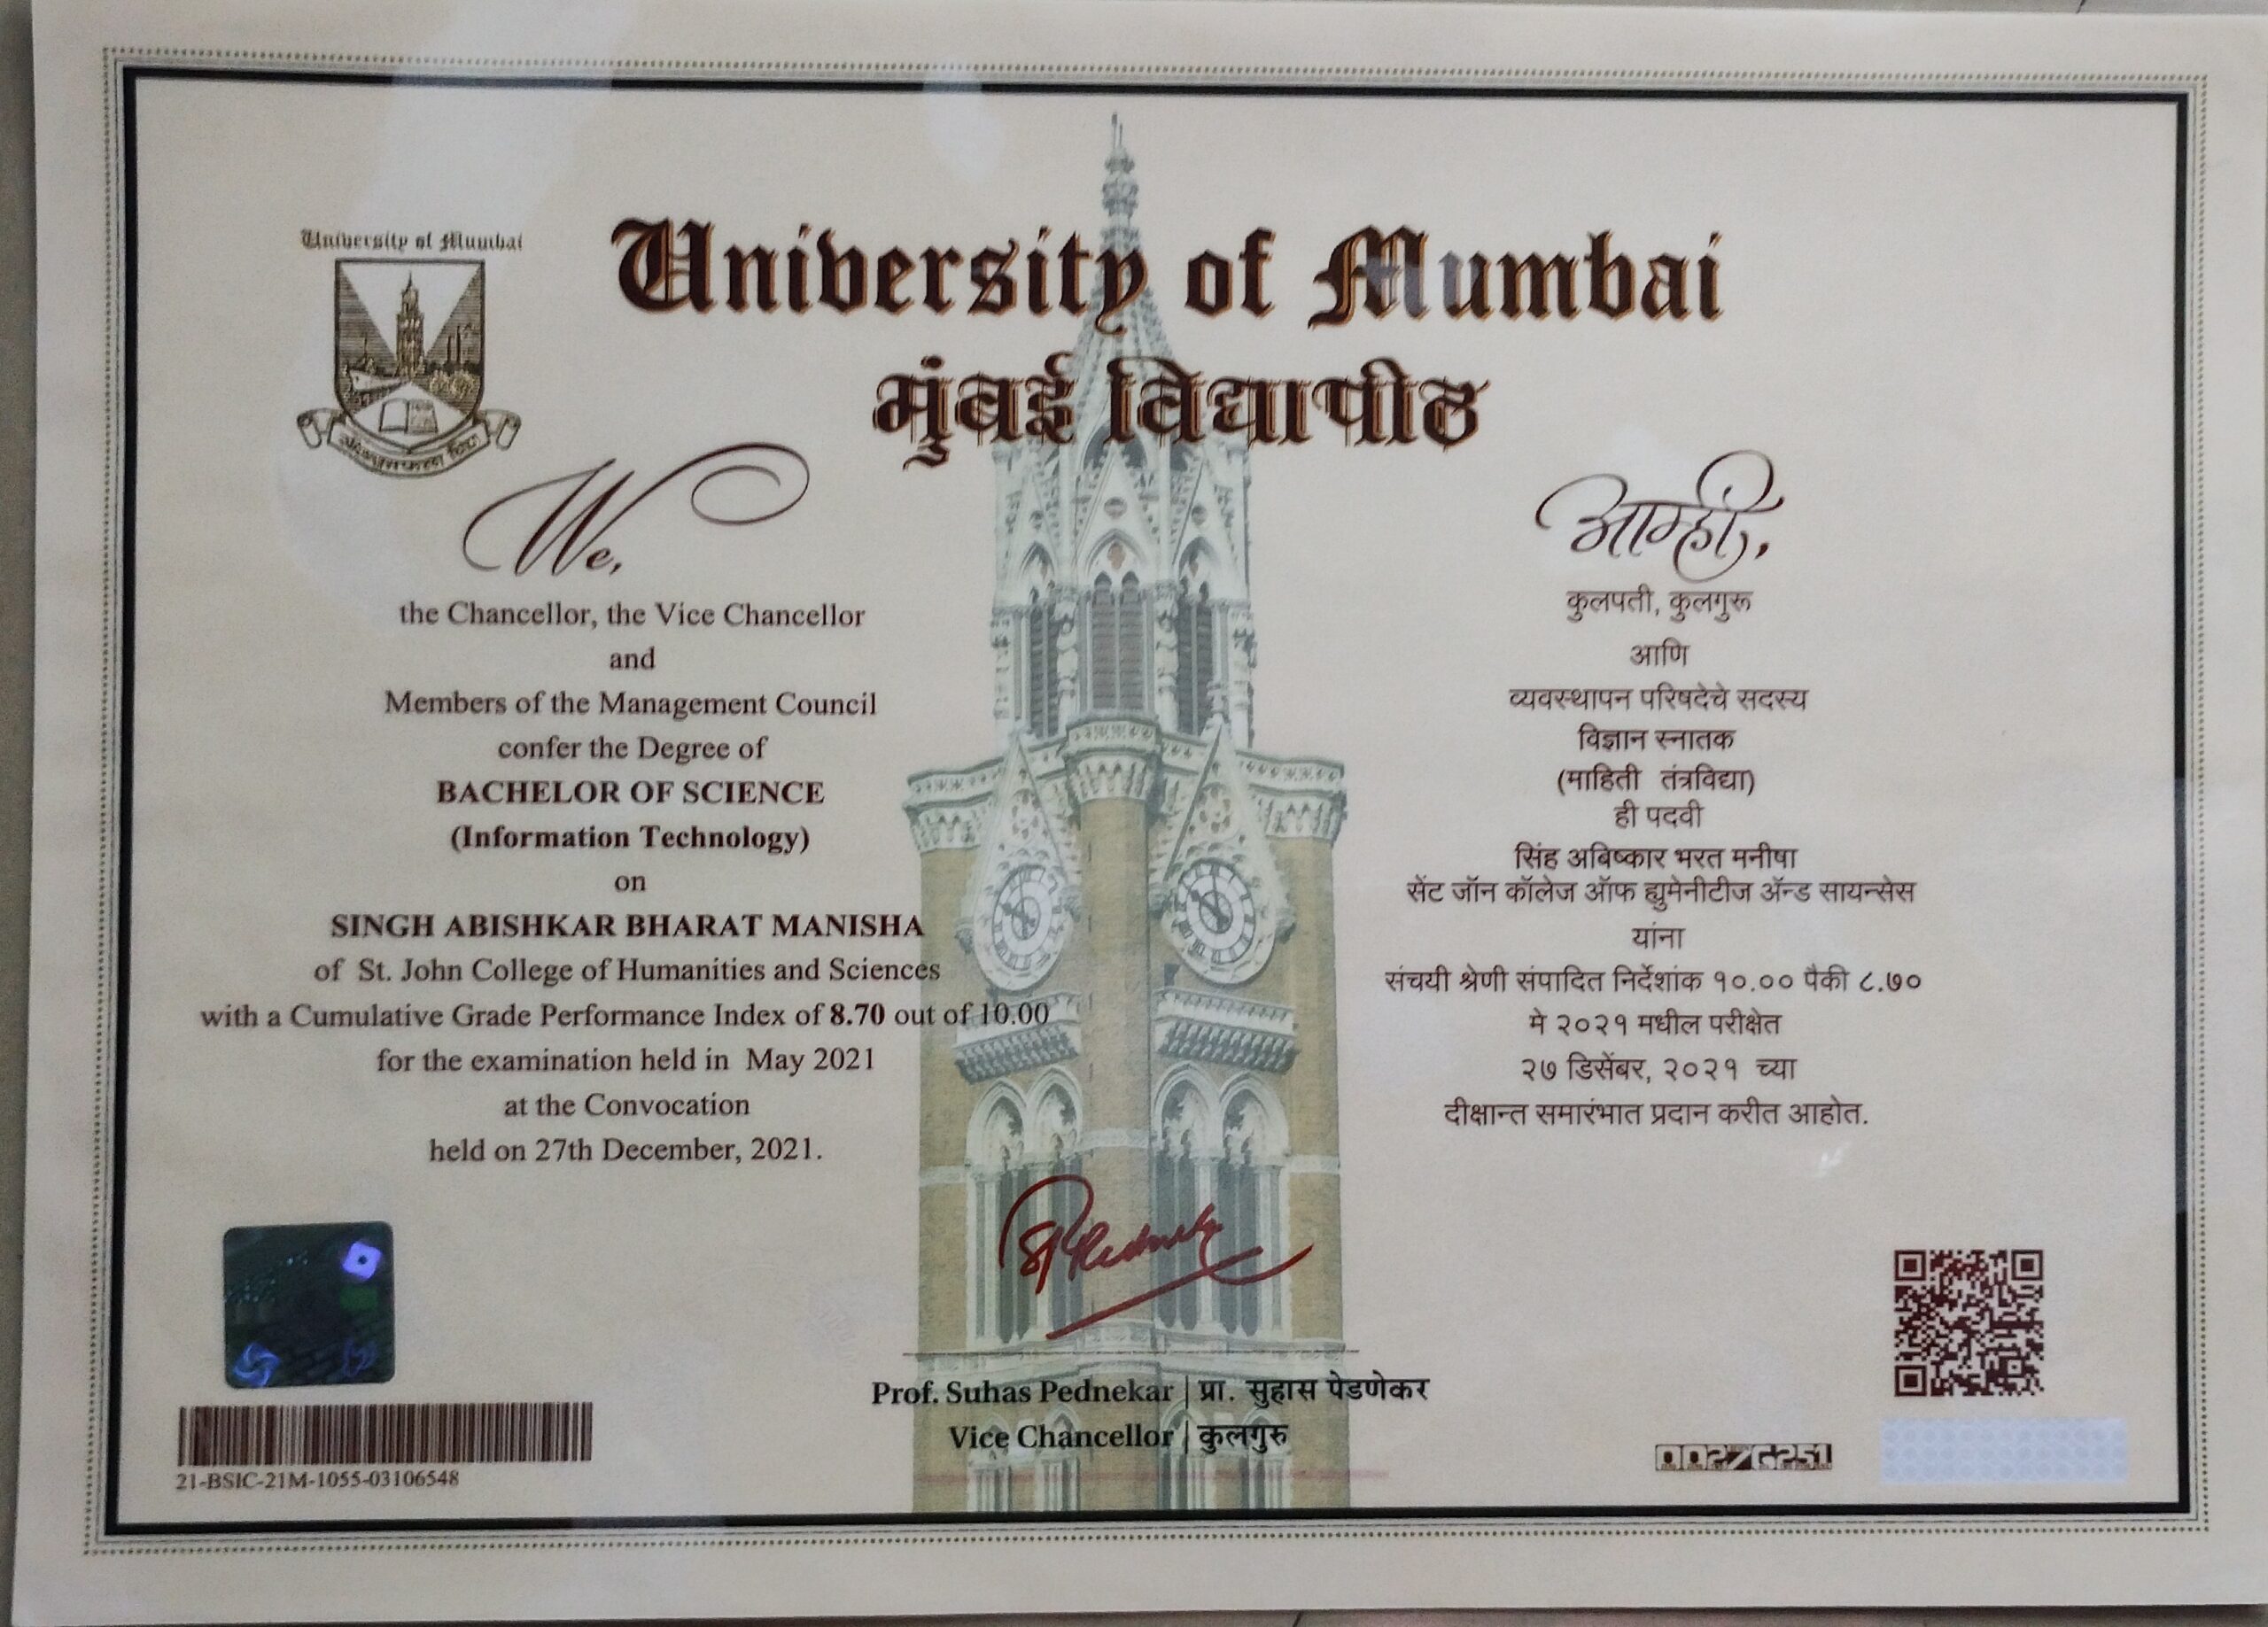 University of Mumbai
University of Mumbai
मुंबई विद्यापीठ
We,
the Chancellor, the Vice Chancellor
and
Members of the Management Council
confer the Degree of
BACHELOR OF SCIENCE
(Information Technology)
on
SINGH ABISHKAR BHARAT MANISHA
of St. John College of Humanities and Sciences
with a Cumulative Grade Performance Index of 8.70 out of 10.00
for the examination held in May 2021
at the Convocation
held on 27th December, 2021.
आम्ही,
कुलपती, कुलगुरू
आणि
व्यवस्थापन परिषदेचे सदस्य
विज्ञान स्नातक
(माहिती तंत्रविद्या)
ही पदवी
सिंह अबिष्कार भरत मनीषा
सेंट जॉन कॉलेज ऑफ ह्युमेनीटीज ॲन्ड सायन्सेस
यांना
संचयी श्रेणी संपादित निर्देशांक १०.०० पैकी ८.७०
मे २०२१ मधील परीक्षेत
२७ डिसेंबर, २०२१ च्या
दीक्षान्त समारंभात प्रदान करीत आहोत.
Prof. Suhas Pednekar | प्रा. सुहास पेडणेकर
Vice Chancellor | कुलगुरु
21-BSIC-21M-1055-03106548